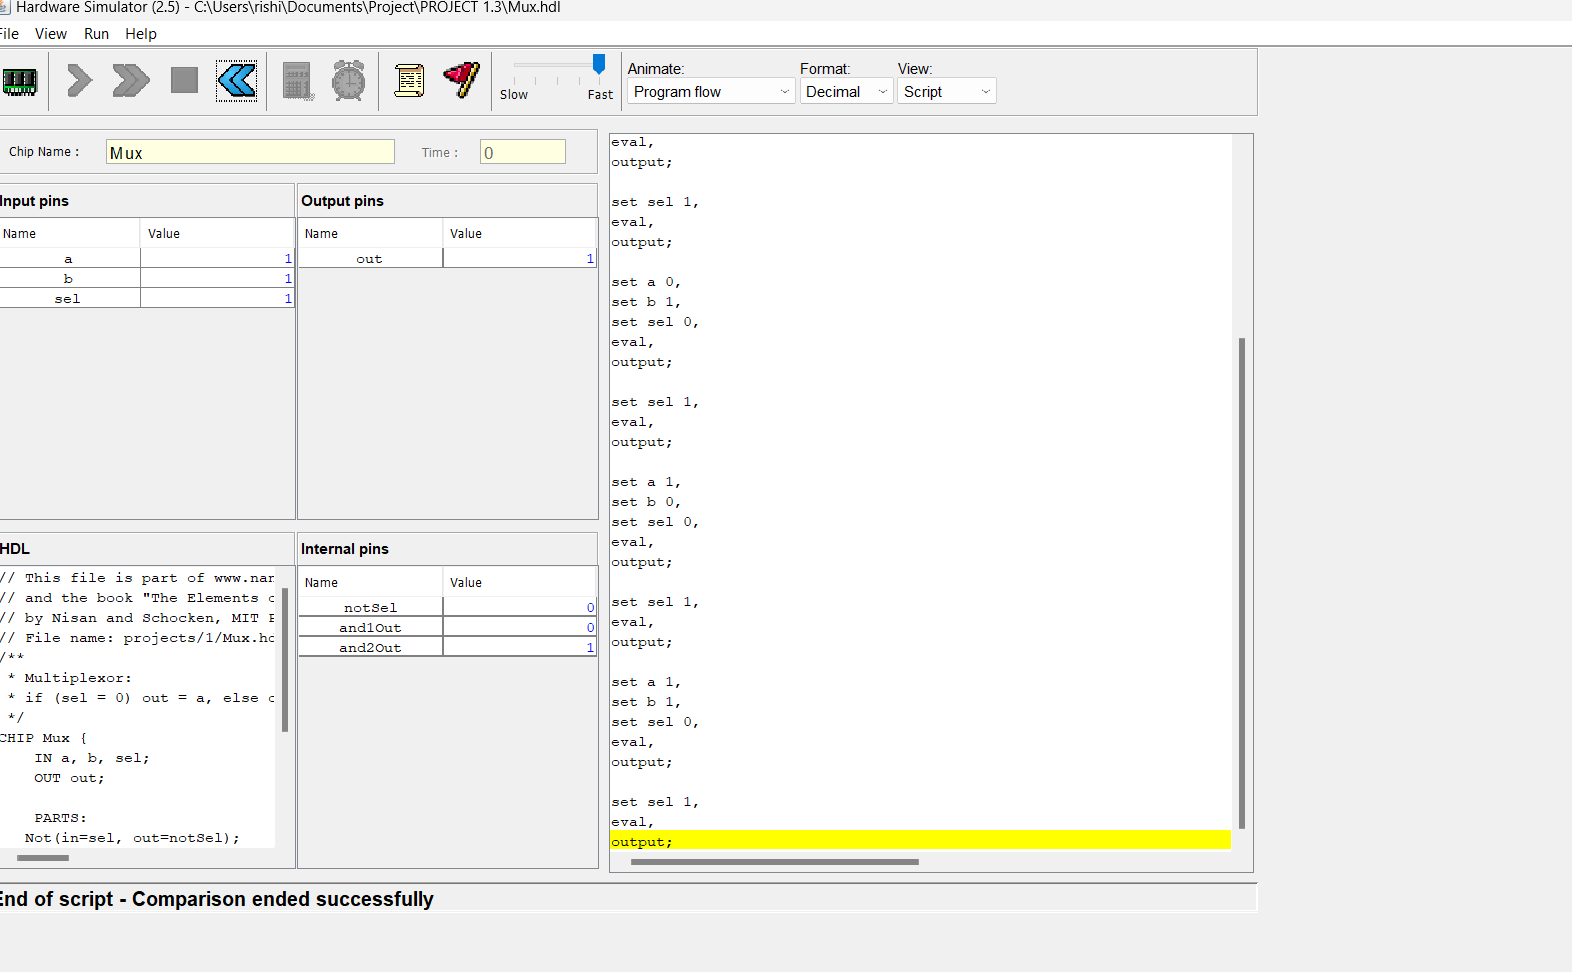 Hardware Simulator (2.5) - C:\Users\rishi\Documents\Project\PROJECT 1.3\Mux.hdl
File View Run Help
Slow Fast
Animate: Format: View:
Program flow Decimal Script
Chip Name : Mux Time : 0
Input pins
Name Value
a 1
b 1
sel 1
Output pins
Name Value
out 1
HDL
// This file is part of www.nan
// and the book "The Elements o
// by Nisan and Schocken, MIT P
// File name: projects/1/Mux.hd
/**
* Multiplexor:
* if (sel = 0) out = a, else o
*/
CHIP Mux {
IN a, b, sel;
OUT out;
PARTS:
Not(in=sel, out=notSel);
Internal pins
Name Value
notSel 0
and1Out 0
and2Out 1
eval,
output;
set sel 1,
eval,
output;
set a 0,
set b 1,
set sel 0,
eval,
output;
set sel 1,
eval,
output;
set a 1,
set b 0,
set sel 0,
eval,
output;
set sel 1,
eval,
output;
set a 1,
set b 1,
set sel 0,
eval,
output;
set sel 1,
eval,
output;
End of script - Comparison ended successfully